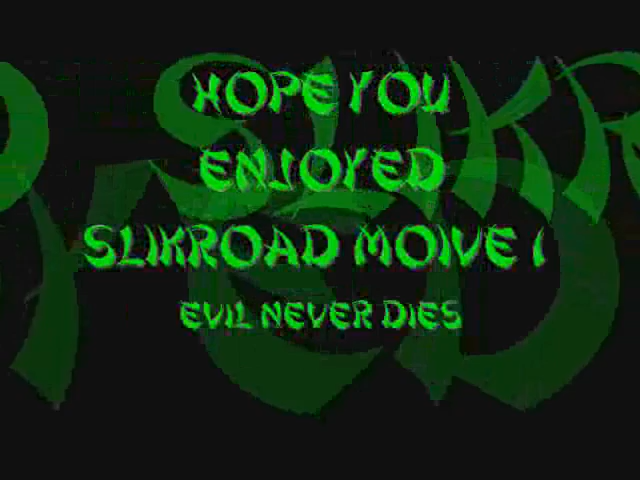 HOPE YOU
ENJOYED
SLIKROAD MOIVE 1
EVIL NEVER DIES